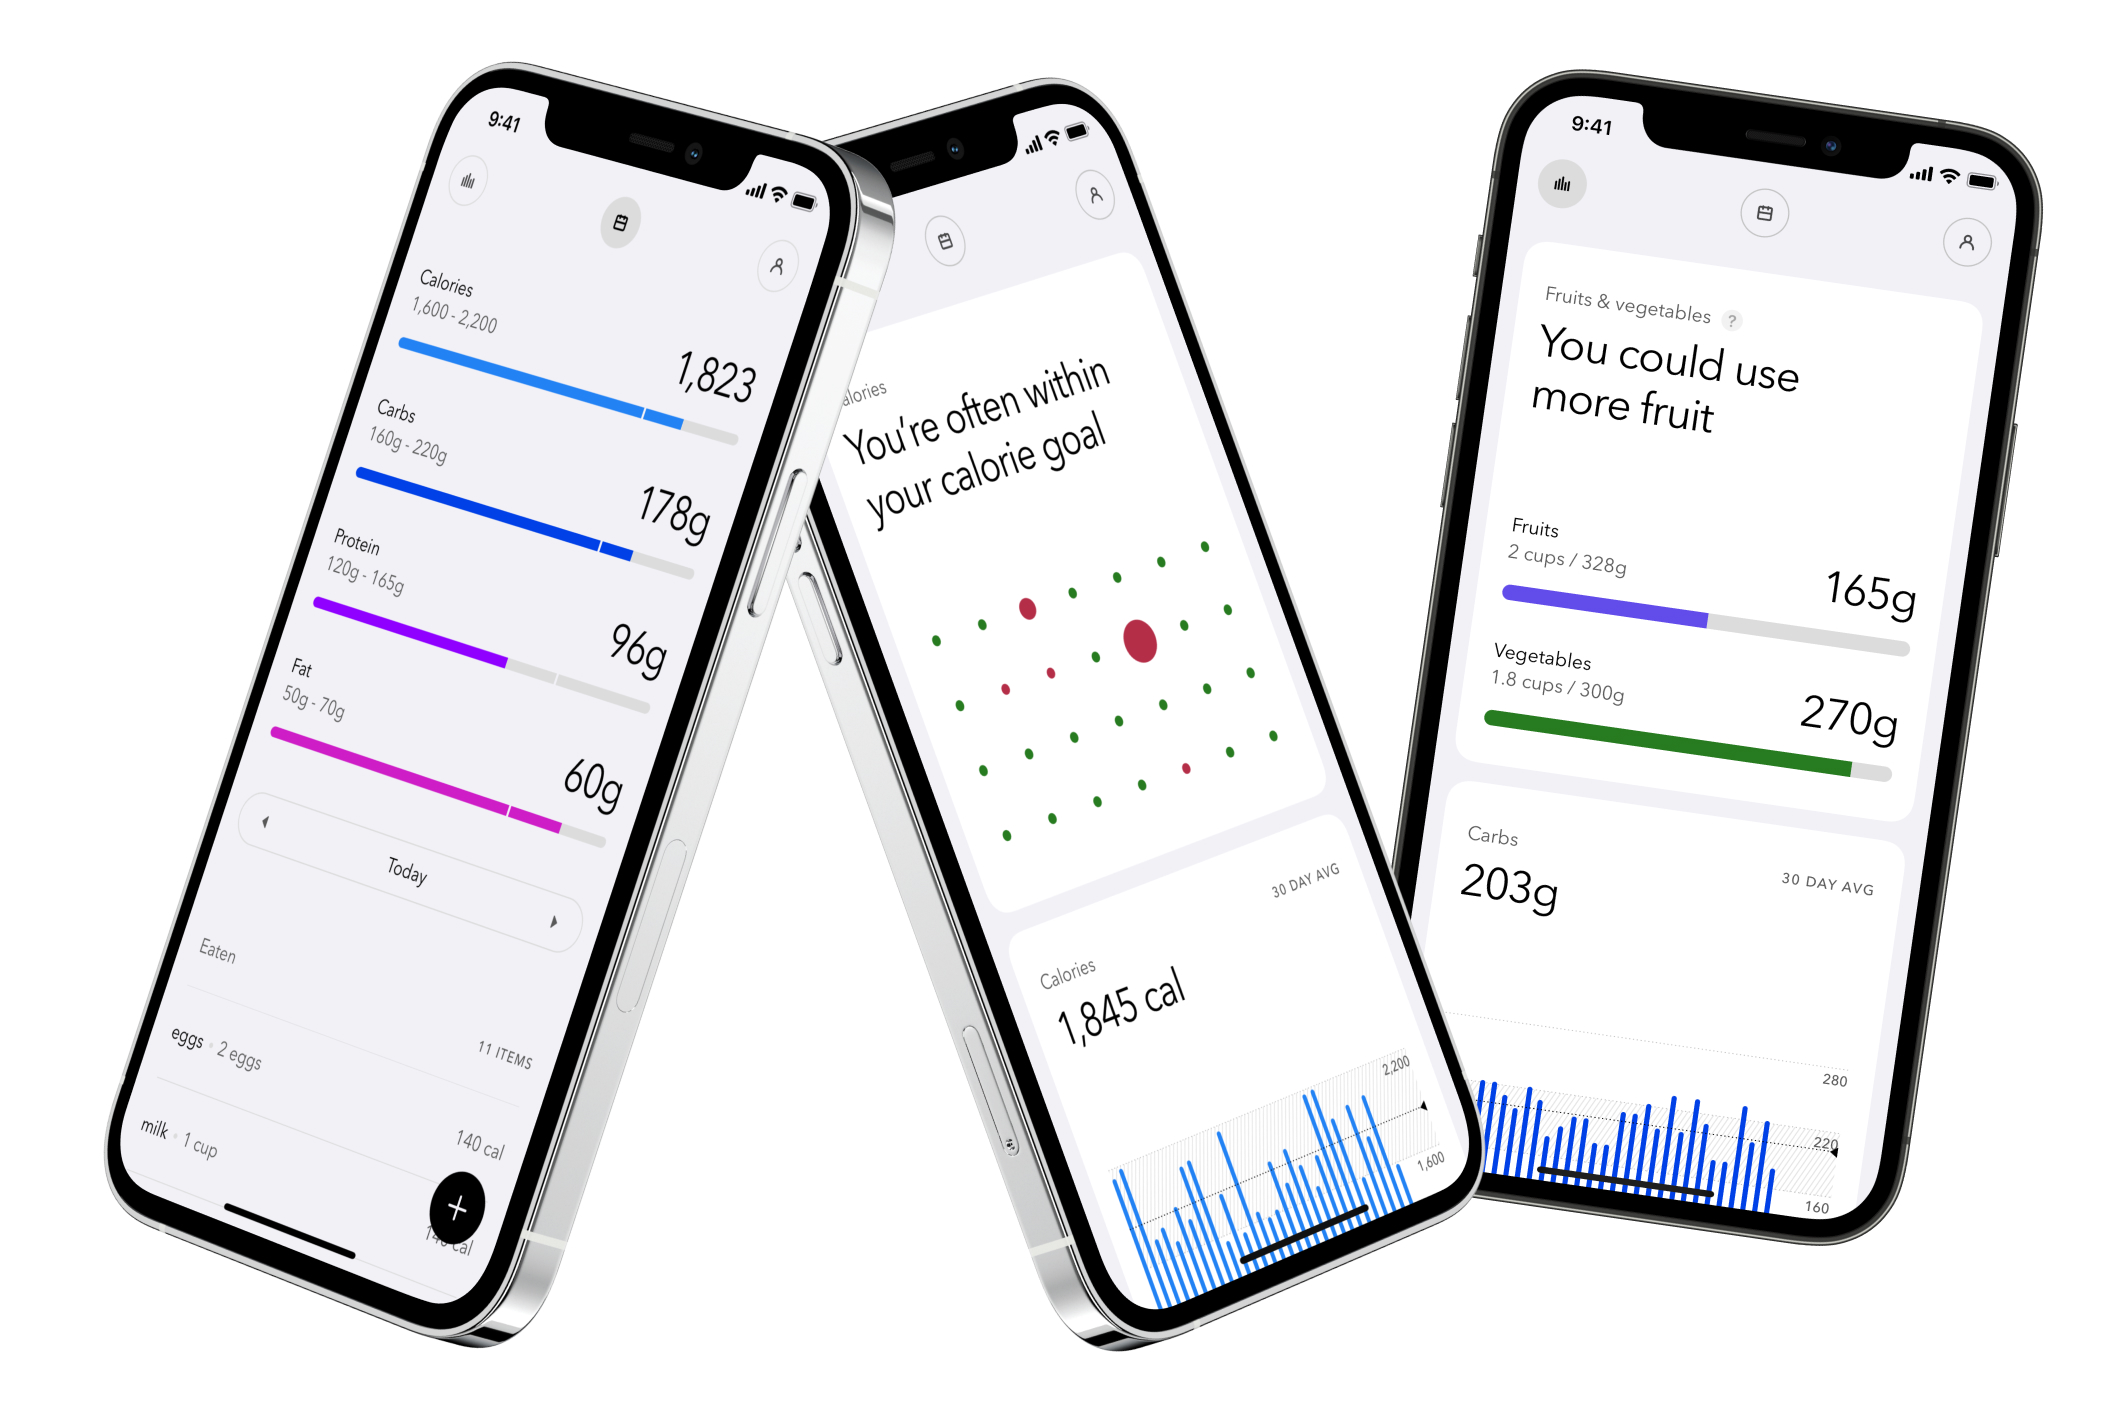 9:41
Calories
1,600 - 2,200
1,823
Carbs
160g - 220g
178g
Protein
120g - 165g
96g
Fat
50g - 70g
60g
Today
Eaten
11 ITEMS
eggs • 2 eggs
140 cal
milk • 1 cup
cal
You're often within
your calorie goal
30 DAY AVG
Calories
1,845 cal
2,200
1,600
9:41
Fruits & vegetables ?
You could use
more fruit
Fruits
2 cups / 328g
165g
Vegetables
1.8 cups / 300g
270g
Carbs
30 DAY AVG
203g
280
220
160